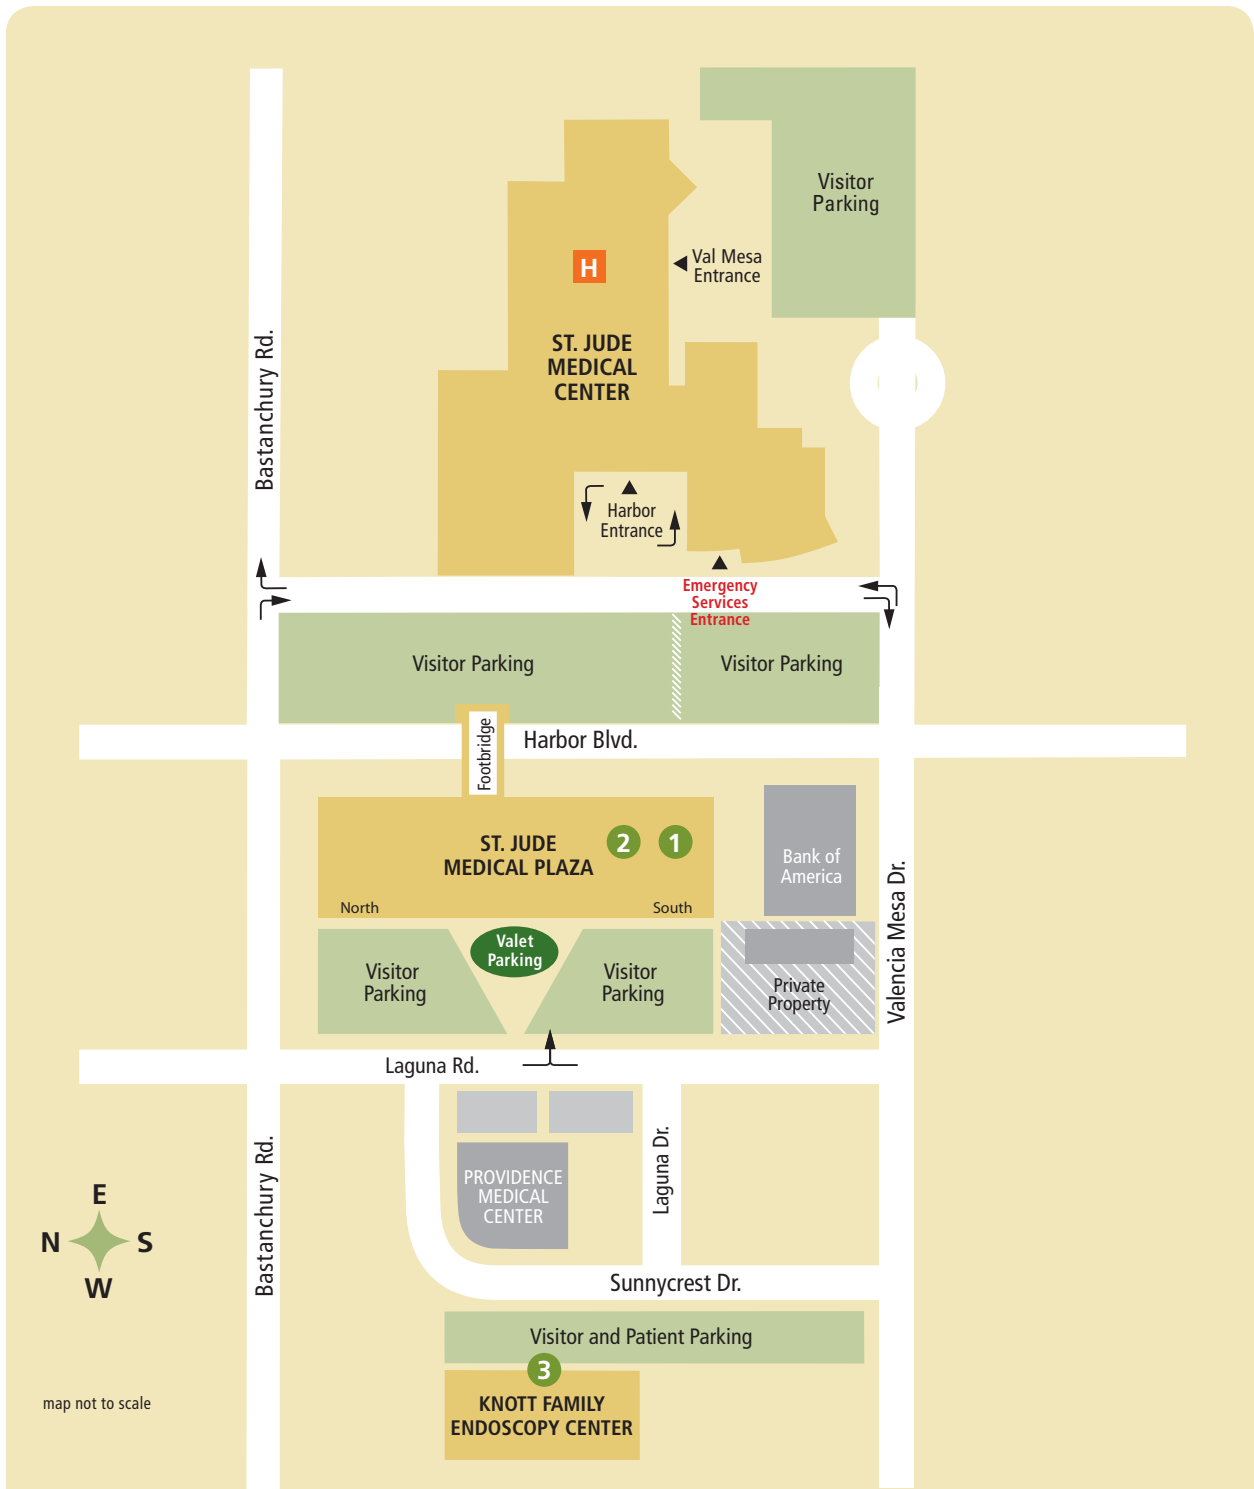 Visitor
Parking
Val Mesa
Entrance
H
ST. JUDE
MEDICAL
CENTER
Bastanchury Rd.
Harbor
Entrance
Emergency
Services
Entrance
Visitor Parking
Visitor Parking
Footbridge
Harbor Blvd.
ST. JUDE
MEDICAL PLAZA
2
1
North
South
Bank of
America
Valencia Mesa Dr.
Valet
Parking
Visitor
Parking
Visitor
Parking
Private
Property
Laguna Rd.
Bastanchury Rd.
PROVIDENCE
MEDICAL
CENTER
Laguna Dr.
E
N
S
W
Sunnycrest Dr.
Visitor and Patient Parking
3
KNOTT FAMILY
ENDOSCOPY CENTER
map not to scale